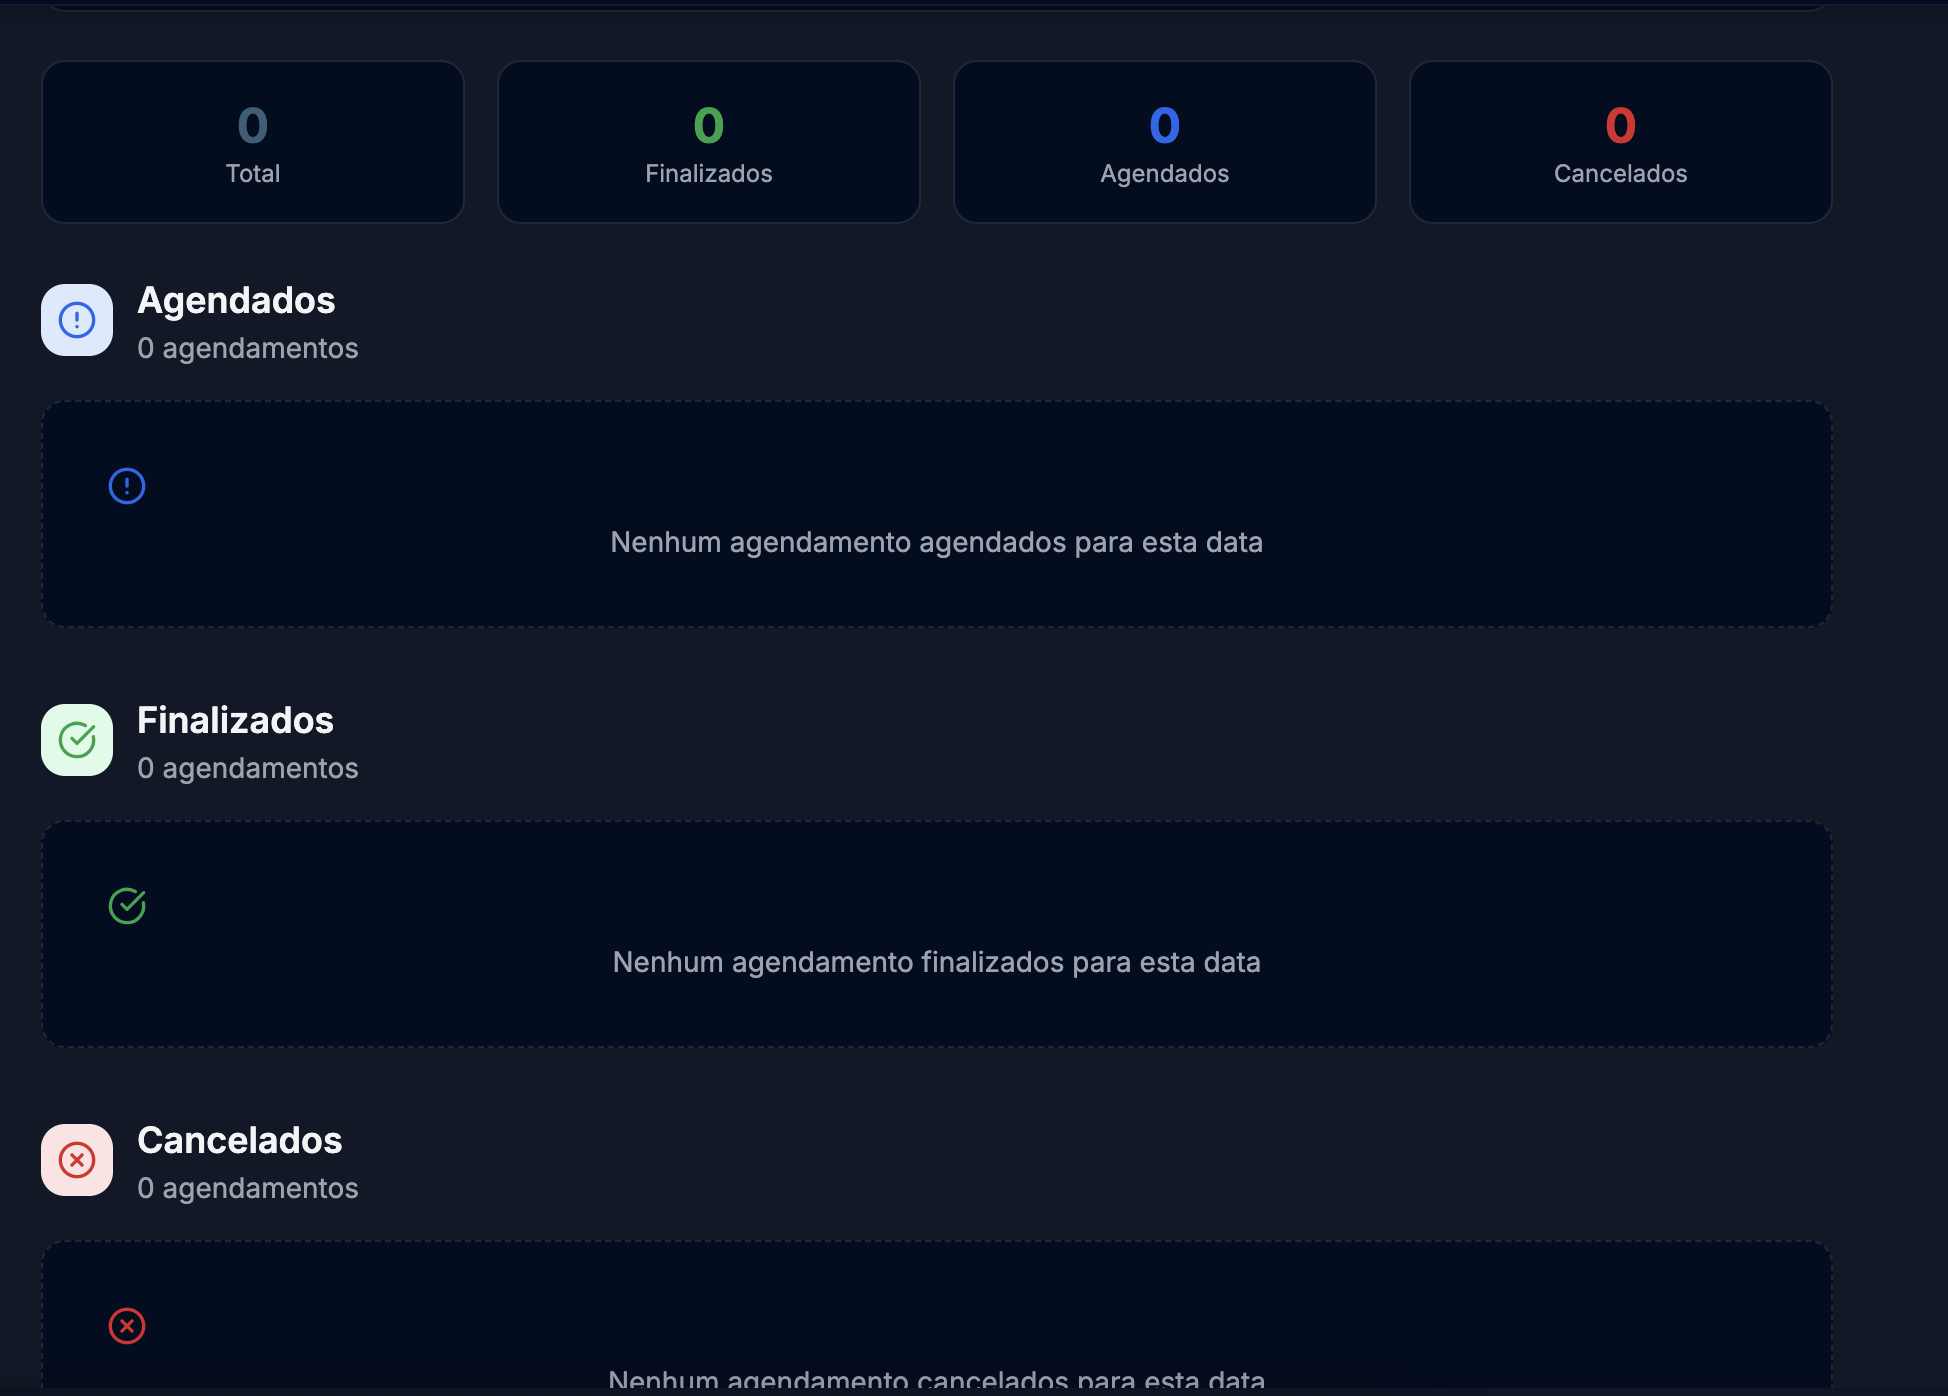 0
Total
0
Finalizados
0
Agendados
0
Cancelados
Agendados
0 agendamentos
Nenhum agendamento agendados para esta data
Finalizados
0 agendamentos
Nenhum agendamento finalizados para esta data
Cancelados
0 agendamentos
Nenhum agendamento cancelados para esta data